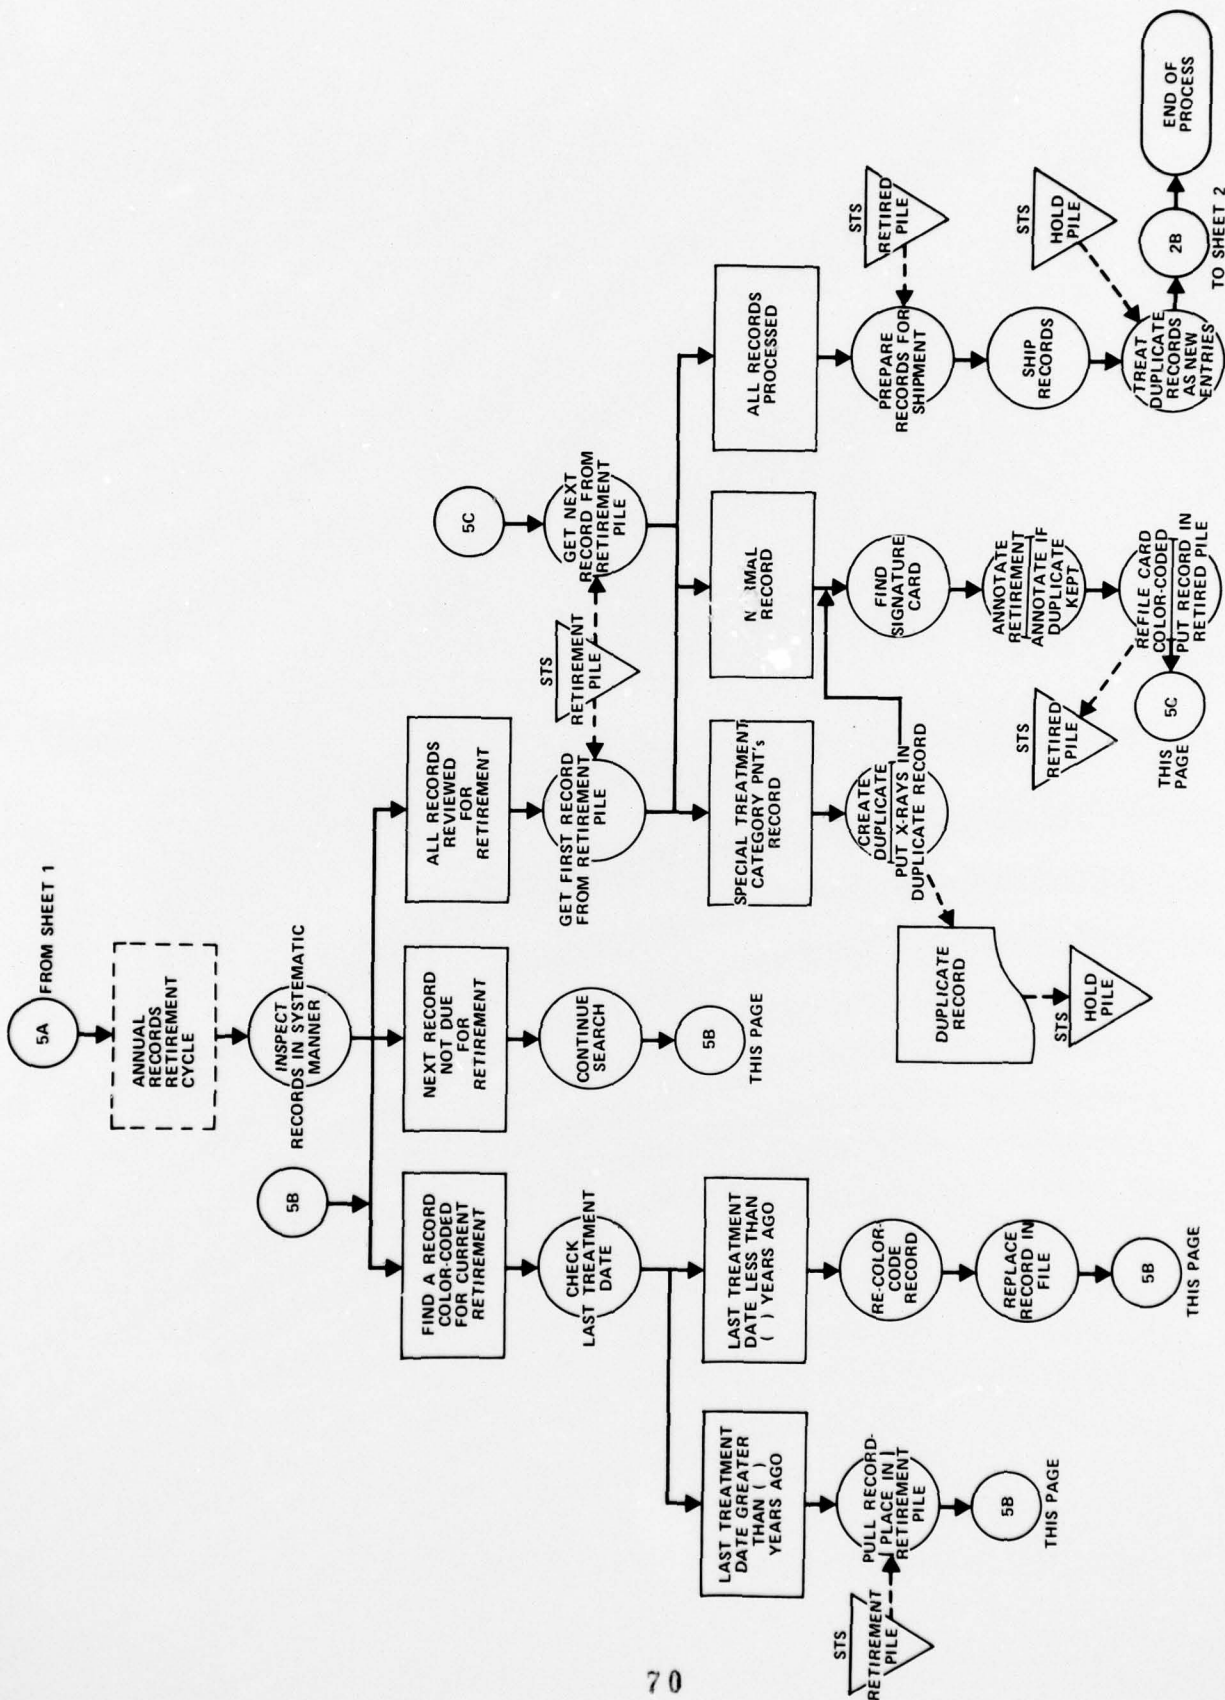 5A
FROM SHEET 1
ANNUAL
RECORDS
RETIREMENT
CYCLE
INSPECT
RECORDS IN SYSTEMATIC
MANNER
5B
FIND A RECORD
COLOR-CODED
FOR CURRENT
RETIREMENT
NEXT RECORD
NOT DUE
FOR
RETIREMENT
ALL RECORDS
REVIEWED
FOR
RETIREMENT
CHECK
LAST TREATMENT
DATE
CONTINUE
SEARCH
5B
THIS PAGE
GET FIRST RECORD
FROM RETIREMENT
PILE
STS
RETIREMENT
PILE
5C
GET NEXT
RECORD FROM
RETIREMENT
PILE
LAST TREATMENT
DATE GREATER
THAN ( )
YEARS AGO
LAST TREATMENT
DATE LESS THAN
( ) YEARS AGO
SPECIAL TREATMENT
CATEGORY PNT's
RECORD
RECORD
ALL RECORDS
PROCESSED
STS
RETIREMENT
PILE
PULL RECORD-
PLACE IN
RETIREMENT
PILE
5B
THIS PAGE
RE-COLOR-
CODE
RECORD
REPLACE
RECORD IN
FILE
5B
THIS PAGE
CREATE
DUPLICATE
PUT X-RAYS IN
DUPLICATE RECORD
DUPLICATE
RECORD
STS
HOLD
PILE
FIND
SIGNATURE
CARD
ANNOTATE
RETIREMENT
ANNOTATE IF
DUPLICATE
KEPT
REFILE CARD
COLOR-CODED
PUT RECORD IN
RETIRED PILE
STS
RETIRED
PILE
5C
THIS
PAGE
STS
RETIRED
PILE
PREPARE
RECORDS FOR
SHIPMENT
SHIP
RECORDS
STS
HOLD
PILE
TREAT
DUPLICATE
RECORDS
AS NEW
ENTRIES
2B
TO SHEET 2
END OF
PROCESS
70